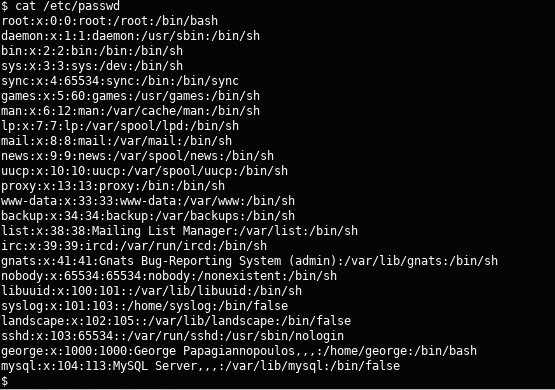 $ cat /etc/passwd
root:x:0:0:root:/root:/bin/bash
daemon:x:1:1:daemon:/usr/sbin:/bin/sh
bin:x:2:2:bin:/bin:/bin/sh
sys:x:3:3:sys:/dev:/bin/sh
sync:x:4:65534:sync:/bin:/bin/sync
games:x:5:60:games:/usr/games:/bin/sh
man:x:6:12:man:/var/cache/man:/bin/sh
lp:x:7:7:lp:/var/spool/lpd:/bin/sh
mail:x:8:8:mail:/var/mail:/bin/sh
news:x:9:9:news:/var/spool/news:/bin/sh
uucp:x:10:10:uucp:/var/spool/uucp:/bin/sh
proxy:x:13:13:proxy:/bin:/bin/sh
www-data:x:33:33:www-data:/var/www:/bin/sh
backup:x:34:34:backup:/var/backups:/bin/sh
list:x:38:38:Mailing List Manager:/var/list:/bin/sh
irc:x:39:39:ircd:/var/run/ircd:/bin/sh
gnats:x:41:41:Gnats Bug-Reporting System (admin):/var/lib/gnats:/bin/sh
nobody:x:65534:65534:nobody:/nonexistent:/bin/sh
libuuid:x:100:101::/var/lib/libuuid:/bin/sh
syslog:x:101:103::/home/syslog:/bin/false
landscape:x:102:105::/var/lib/landscape:/bin/false
sshd:x:103:65534::/var/run/sshd:/usr/sbin/nologin
george:x:1000:1000:George Papagiannopoulos,,,:/home/george:/bin/bash
mysql:x:104:113:MySQL Server,,,:/var/lib/mysql:/bin/false
$